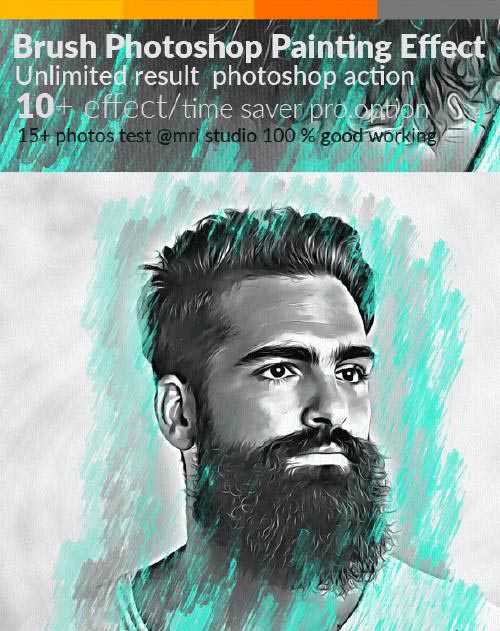 Brush Photoshop Painting Effect
Unlimited result photoshop action
10+ effect/time saver pro.option
15+ photos test @mri studio 100 % good working